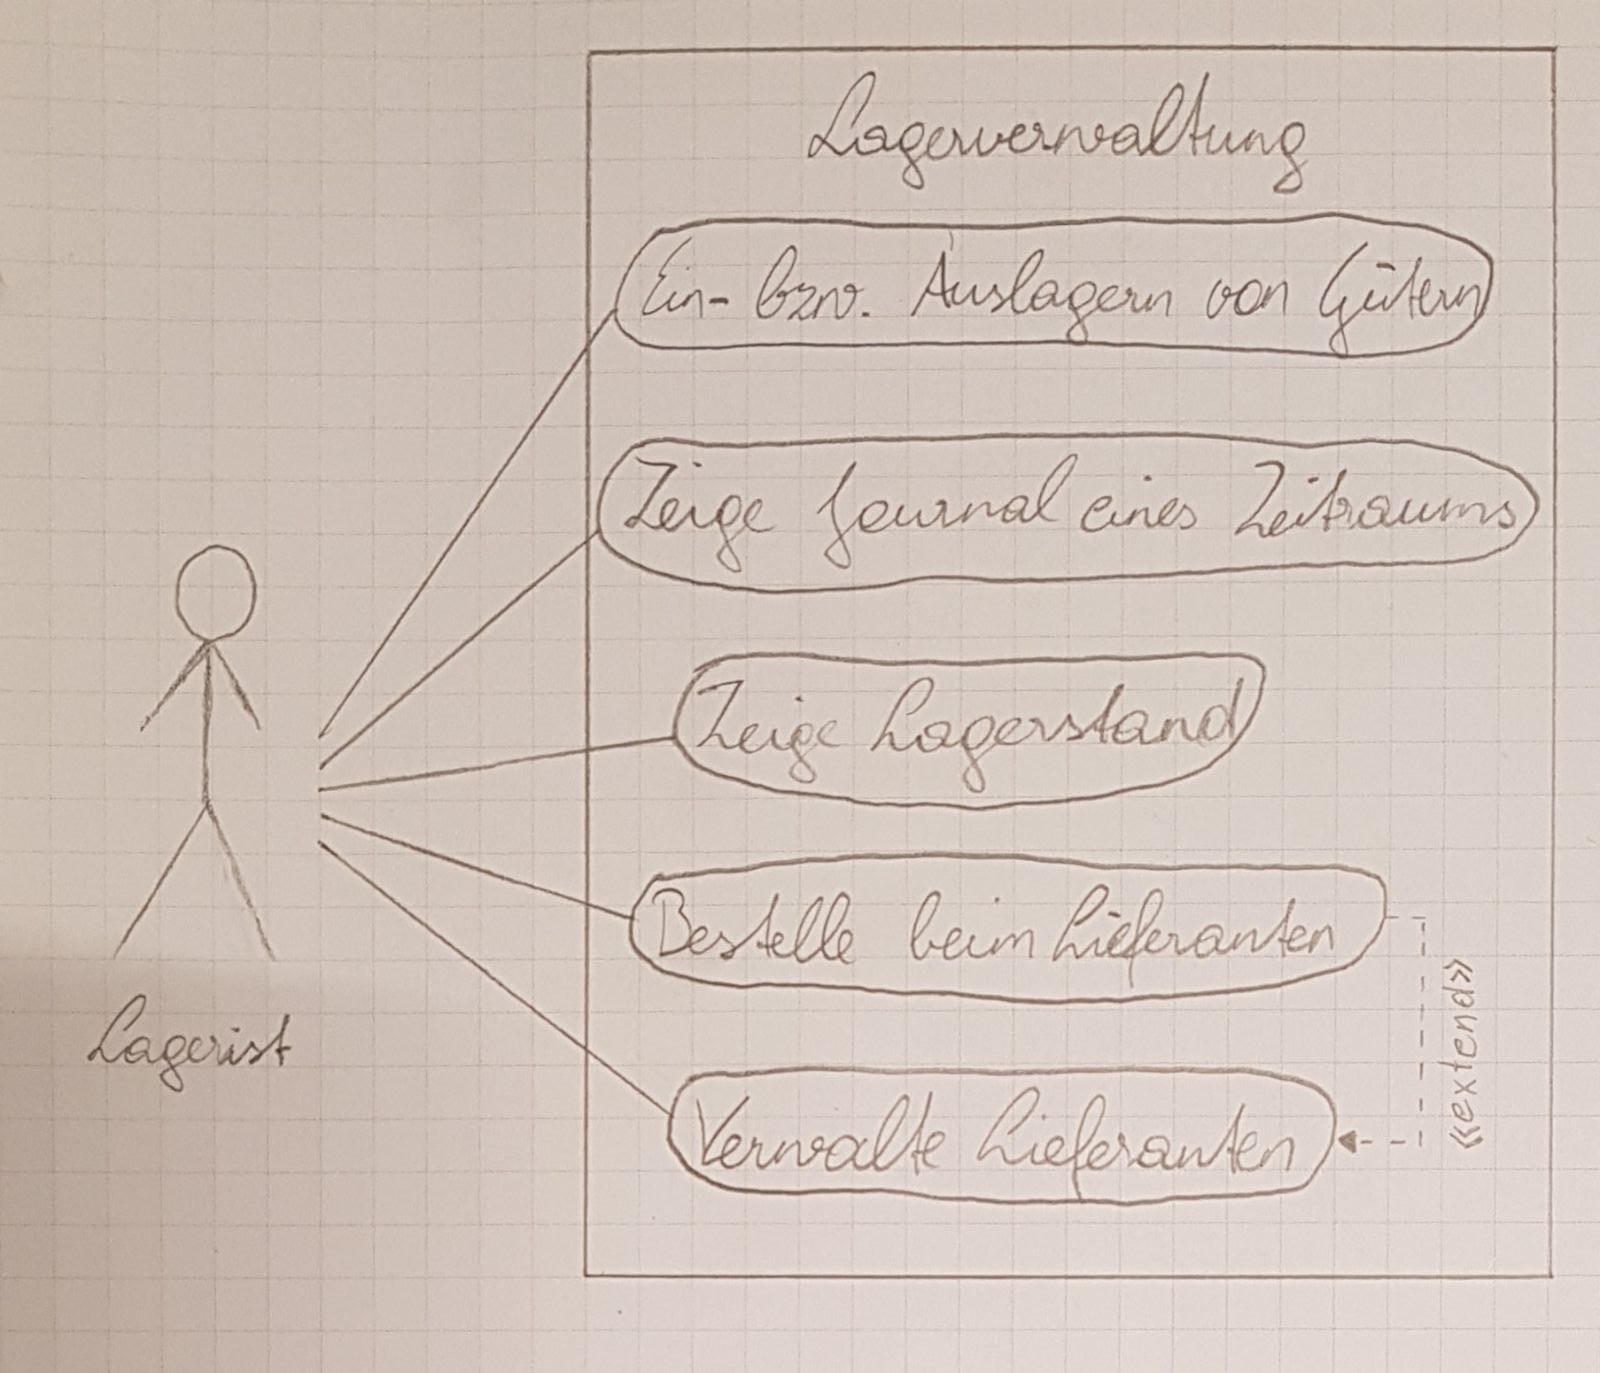 Lagerverwaltung
Ein- bzw. Auslagern von Gütern
Zeige Journal eines Zeitraums
Zeige Lagerstand
Bestelle beim Lieferanten
«extend»
Lagerist
Verwalte Lieferanten